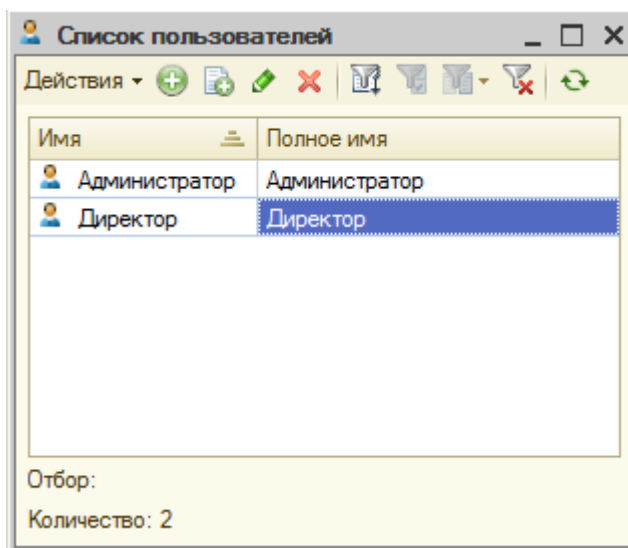 Список пользователей
Действия
Имя Полное имя
Администратор Администратор
Директор Директор
Отбор:
Количество: 2